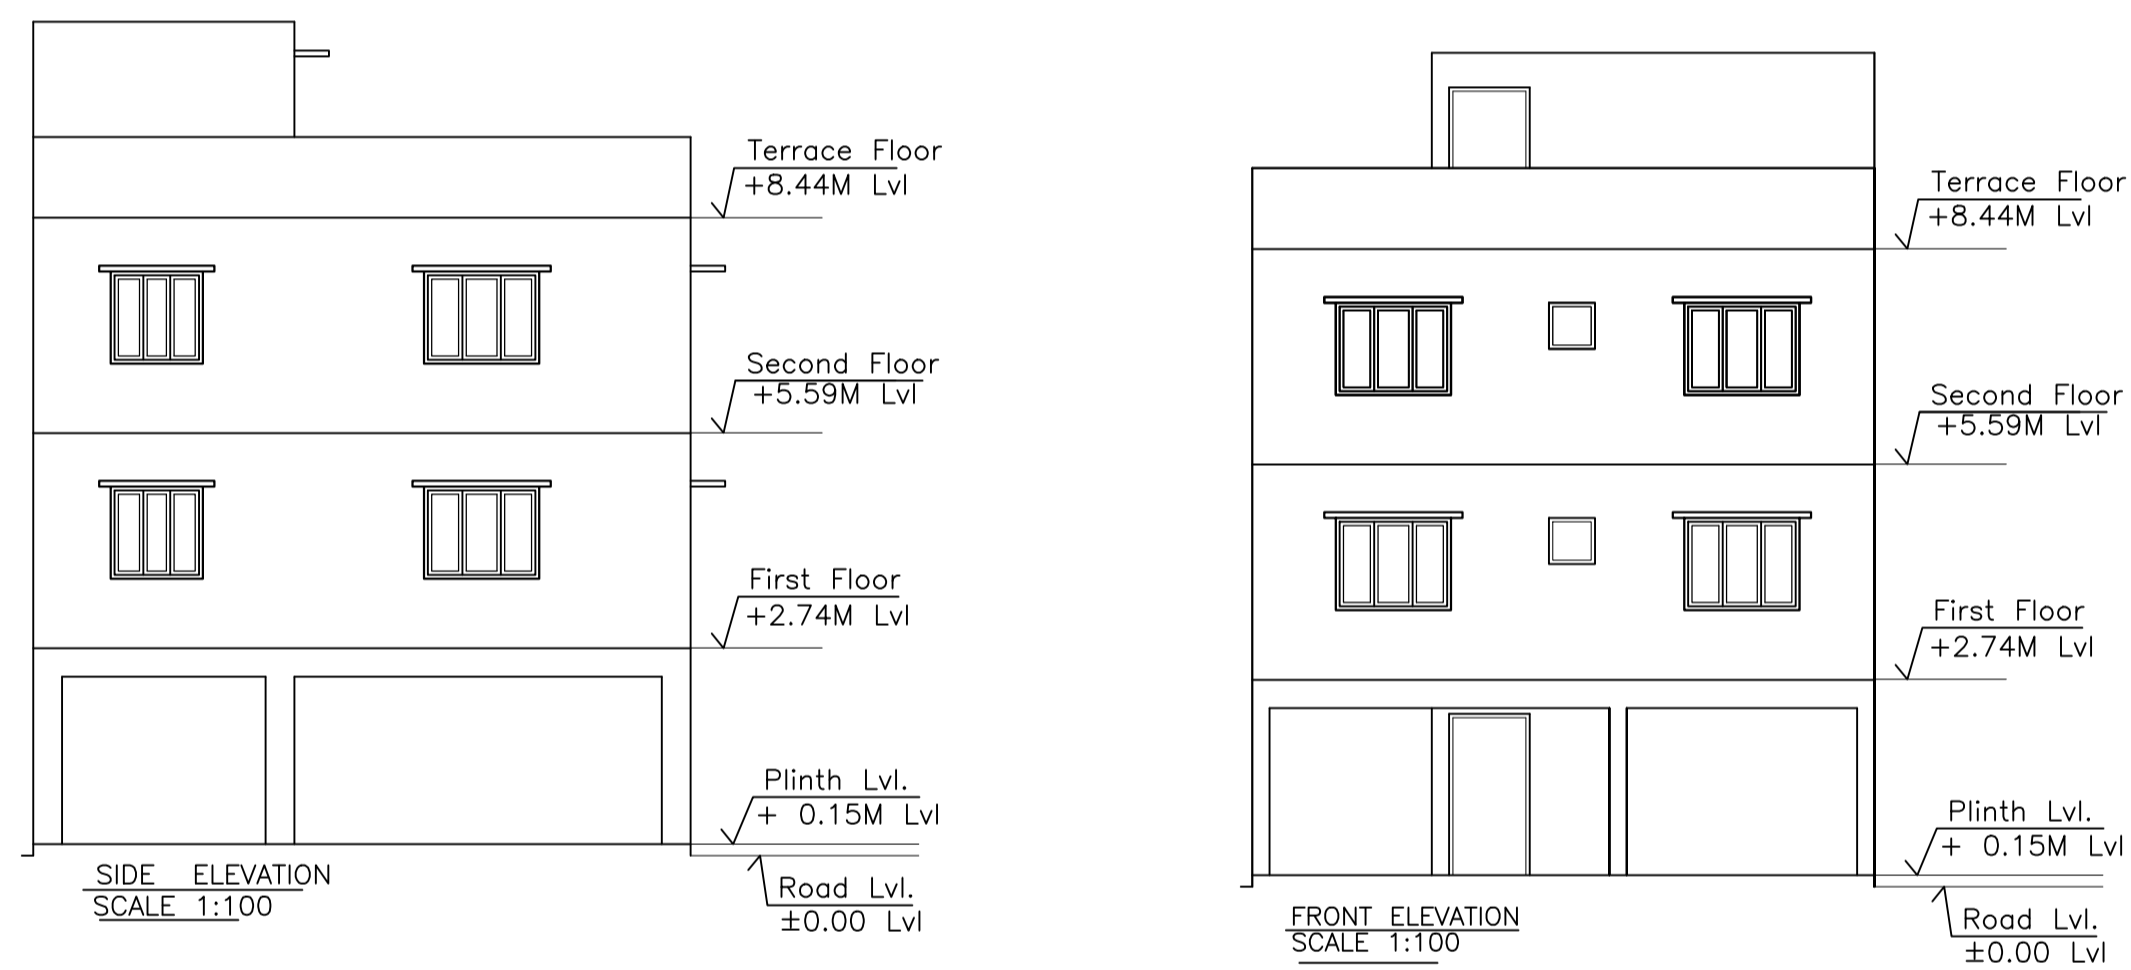 Terrace Floor
+8.44M Lvl
Second Floor
+5.59M Lvl
First Floor
+2.74M Lvl
Plinth Lvl.
+ 0.15M Lvl
Road Lvl.
±0.00 Lvl
SIDE ELEVATION
SCALE 1:100
Terrace Floor
+8.44M Lvl
Second Floor
+5.59M Lvl
First Floor
+2.74M Lvl
Plinth Lvl.
+ 0.15M Lvl
Road Lvl.
±0.00 Lvl
FRONT ELEVATION
SCALE 1:100